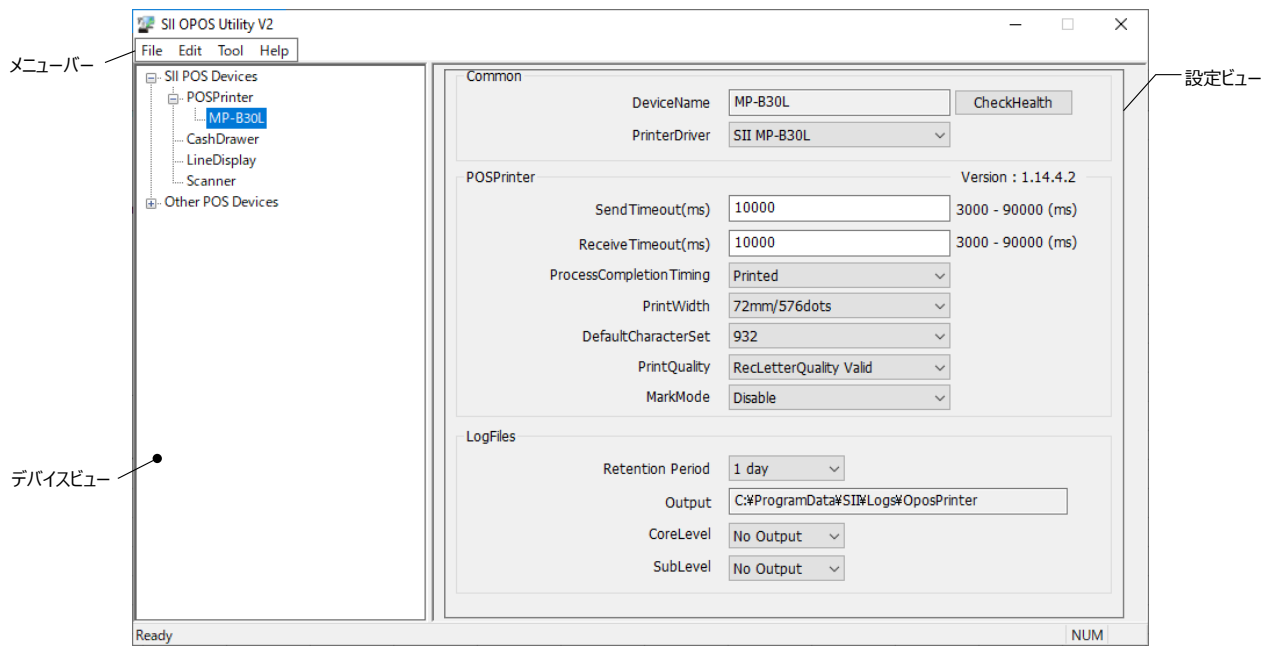 SII OPOS Utility V2
File Edit Tool Help
メニューバー
設定ビュー
デバイスビュー
SII POS Devices
POSPrinter
MP-B30L
CashDrawer
LineDisplay
Scanner
Other POS Devices
Common
DeviceName MP-B30L CheckHealth
PrinterDriver SII MP-B30L
POSPrinter Version : 1.14.4.2
SendTimeout(ms) 10000 3000 - 90000 (ms)
ReceiveTimeout(ms) 10000 3000 - 90000 (ms)
ProcessCompletionTiming Printed
PrintWidth 72mm/576dots
DefaultCharacterSet 932
PrintQuality RecLetterQuality Valid
MarkMode Disable
LogFiles
Retention Period 1 day
Output C:¥ProgramData¥SII¥Logs¥OposPrinter
CoreLevel No Output
SubLevel No Output
Ready NUM